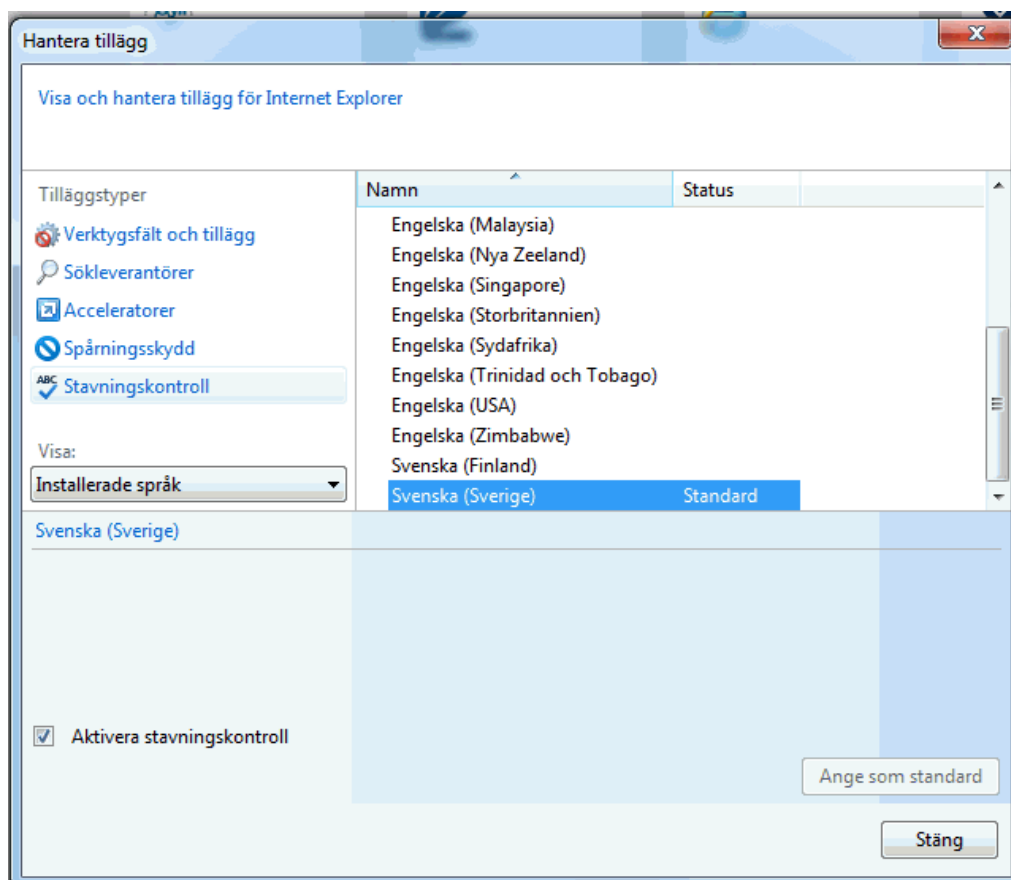 Hantera tillägg
Visa och hantera tillägg för Internet Explorer
Tilläggstyper
Verktygsfält och tillägg
Sökleverantörer
Acceleratorer
Spårningsskydd
ABC Stavningskontroll
Visa:
Installerade språk
Namn Status
Engelska (Malaysia)
Engelska (Nya Zeeland)
Engelska (Singapore)
Engelska (Storbritannien)
Engelska (Sydafrika)
Engelska (Trinidad och Tobago)
Engelska (USA)
Engelska (Zimbabwe)
Svenska (Finland)
Svenska (Sverige) Standard
Svenska (Sverige)
Aktivera stavningskontroll
Ange som standard
Stäng